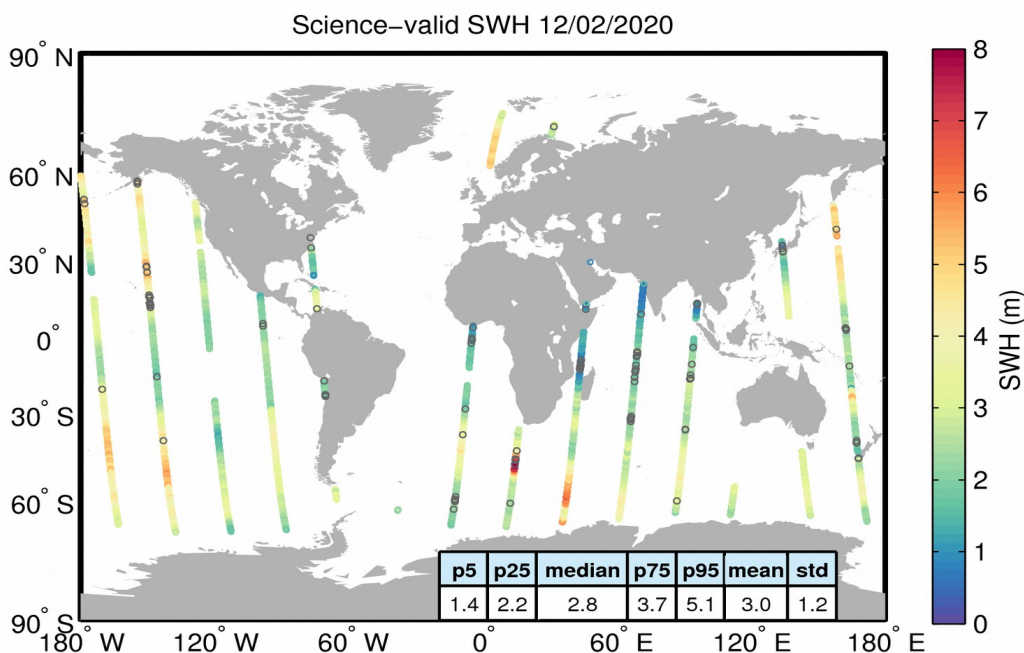 Science−valid SWH 12/02/2020
90° N
60° N
30° N
0°
30° S
60° S
90° S
180° W
120° W
60° W
0°
60° E
120° E
180° E
p5 p25 median p75 p95 mean std
1.4 2.2 2.8 3.7 5.1 3.0 1.2
8
7
6
5
4
3
2
1
0
SWH (m)